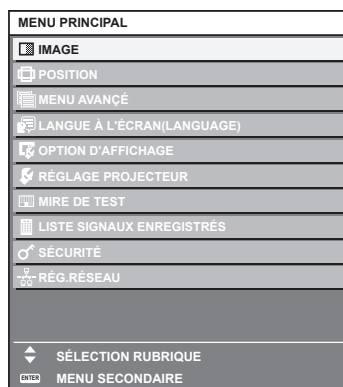 MENU PRINCIPAL
IMAGE
POSITION
MENU AVANÇÉ
LANGUE À L'ÉCRAN(LANGUAGE)
OPTION D'AFFICHAGE
RÉGLAGE PROJECTEUR
MIRE DE TEST
LISTE SIGNAUX ENREGISTRÉS
SÉCURITÉ
RÉG.RÉSEAU
SÉLECTION RUBRIQUE
ENTER MENU SECONDAIRE